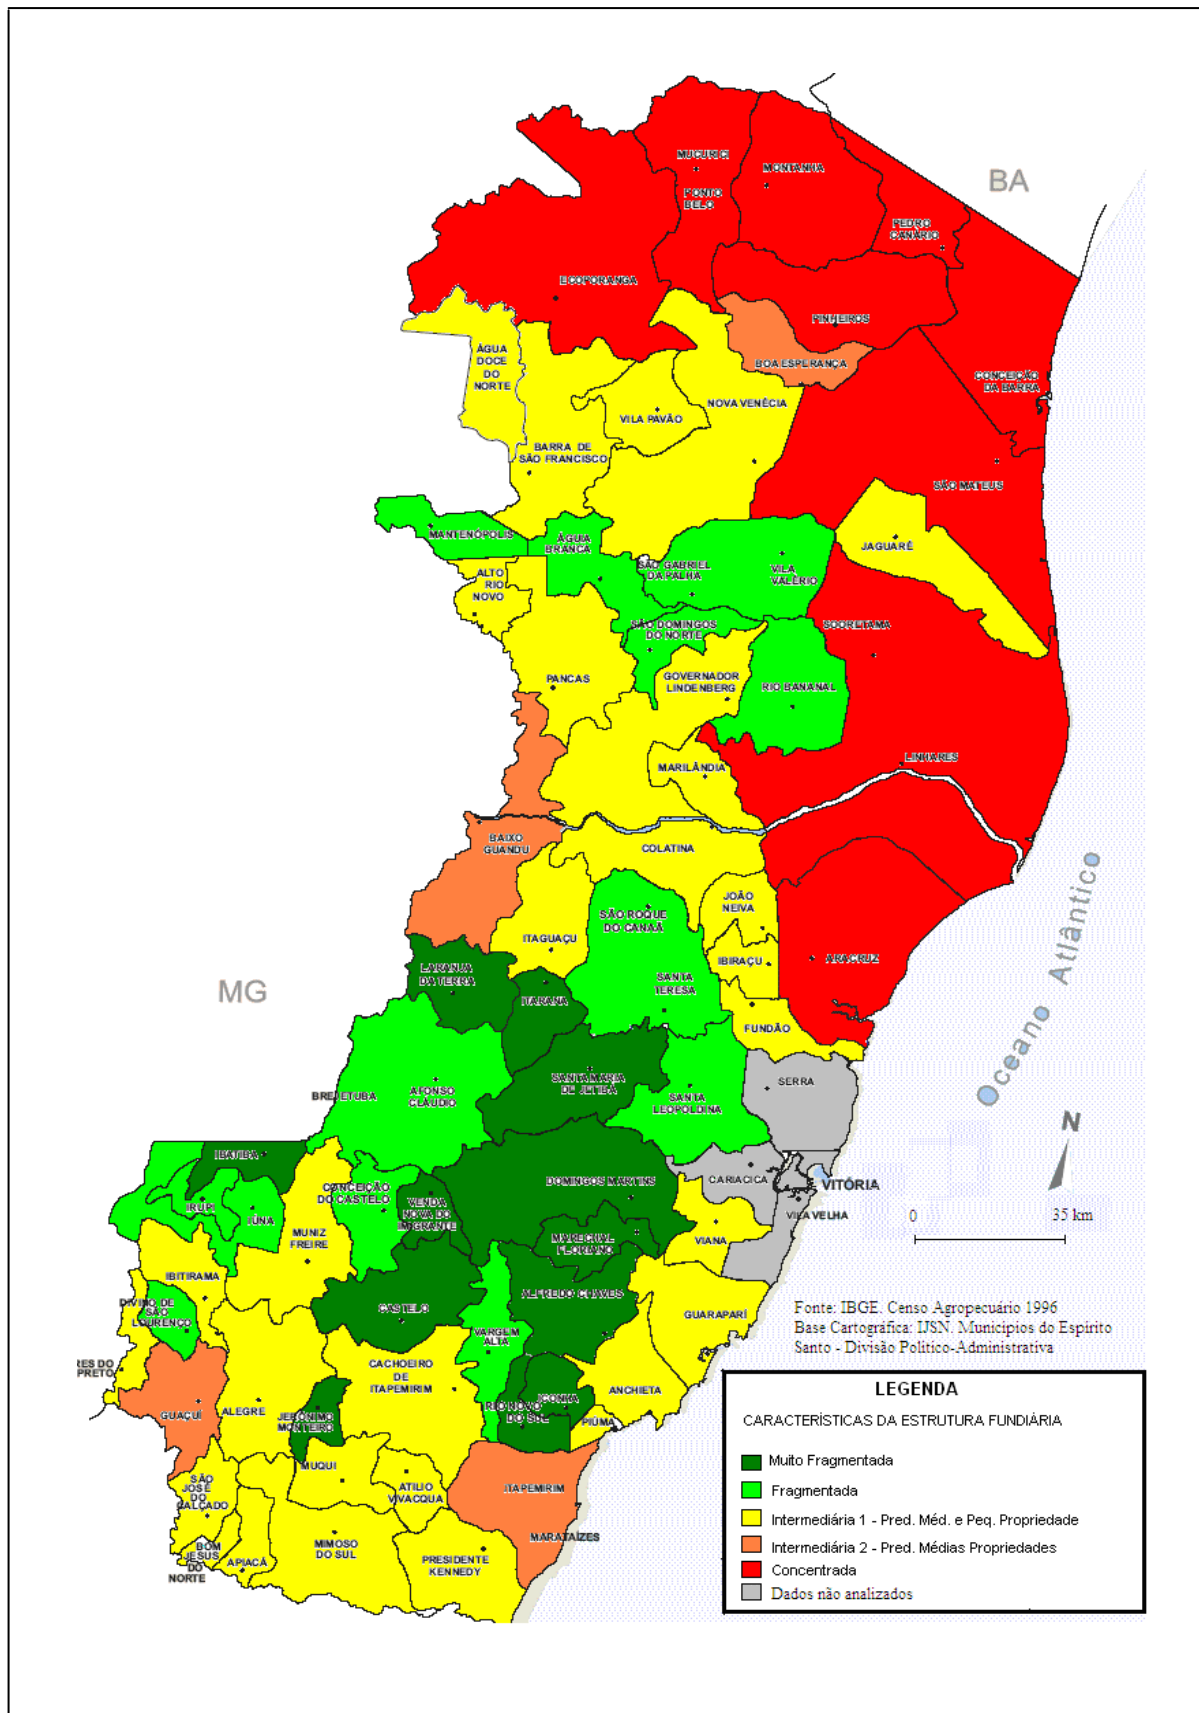 BA
MUCURICI
MONTANHA
PONTO
BELO
PEDRO
CANÁRIO
ECOPORANGA
PINHEIROS
ÁGUA
DOCE
DO
NORTE
BOA ESPERANÇA
CONCEIÇÃO
DA BARRA
NOVA VENÉCIA
VILA PAVÃO
BARRA DE
SÃO FRANCISCO
SÃO MATEUS
MANTENÓPOLIS
ÁGUIA
BRANCA
JAGUARÉ
ALTO
RIO
NOVO
SÃO GABRIEL
DA PALHA
VILA
VALÉRIO
SÃO DOMINGOS
DO NORTE
SOORETAMA
PANCAS
GOVERNADOR
LINDENBERG
RIO BANANAL
MARILÂNDIA
LINHARES
BAIXO
GUANDU
COLATINA
JOÃO
NEIVA
SÃO ROQUE
DO CANAÃ
ITAGUAÇU
IBIRAÇU
ARACRUZ
LARANJA
DA TERRA
ITARANA
SANTA
TERESA
MG
FUNDÃO
Oceano Atlântico
SANTA MARIA
DE JETIBÁ
SERRA
BREJETUBA
AFONSO
CLÁUDIO
SANTA
LEOPOLDINA
N
IBATIBA
DOMINGOS MARTINS
CARIACICA
VITÓRIA
CONCEIÇÃO
DO CASTELO
VENDA
NOVA DO
IMIGRANTE
IRUPI
IÚNA
VILA VELHA
0 35 km
MUNIZ
FREIRE
MARECHAL
FLORIANO
VIANA
IBITIRAMA
ALFREDO CHAVES
GUARAPARÍ
DIVINO DE
SÃO
LOURENÇO
CASTELO
VARGEM
ALTA
Fonte: IBGE. Censo Agropecuário 1996
Base Cartográfica: IJSN. Municipios do Espirito
Santo - Divisão Político-Administrativa
RES DO
PRETO
CACHOEIRO
DE
ITAPEMIRIM
ANCHIETA
ICONHA
GUAÇUÍ
ALEGRE
JERÔNIMO
MONTEIRO
RIO NOVO
DO SUL
PIÚMA
LEGENDA
CARACTERÍSTICAS DA ESTRUTURA FUNDIÁRIA
Muito Fragmentada
Fragmentada
Intermediária 1 - Pred. Méd. e Peq. Propriedade
Intermediária 2 - Pred. Médias Propriedades
Concentrada
Dados não analizados
MUQUI
SÃO
JOSÉ
DO
CALÇADO
ATILIO
VIVACQUA
ITAPEMIRIM
MARATAÍZES
MIMOSO
DO SUL
BOM
JESUS
DO
NORTE
APIACÁ
PRESIDENTE
KENNEDY